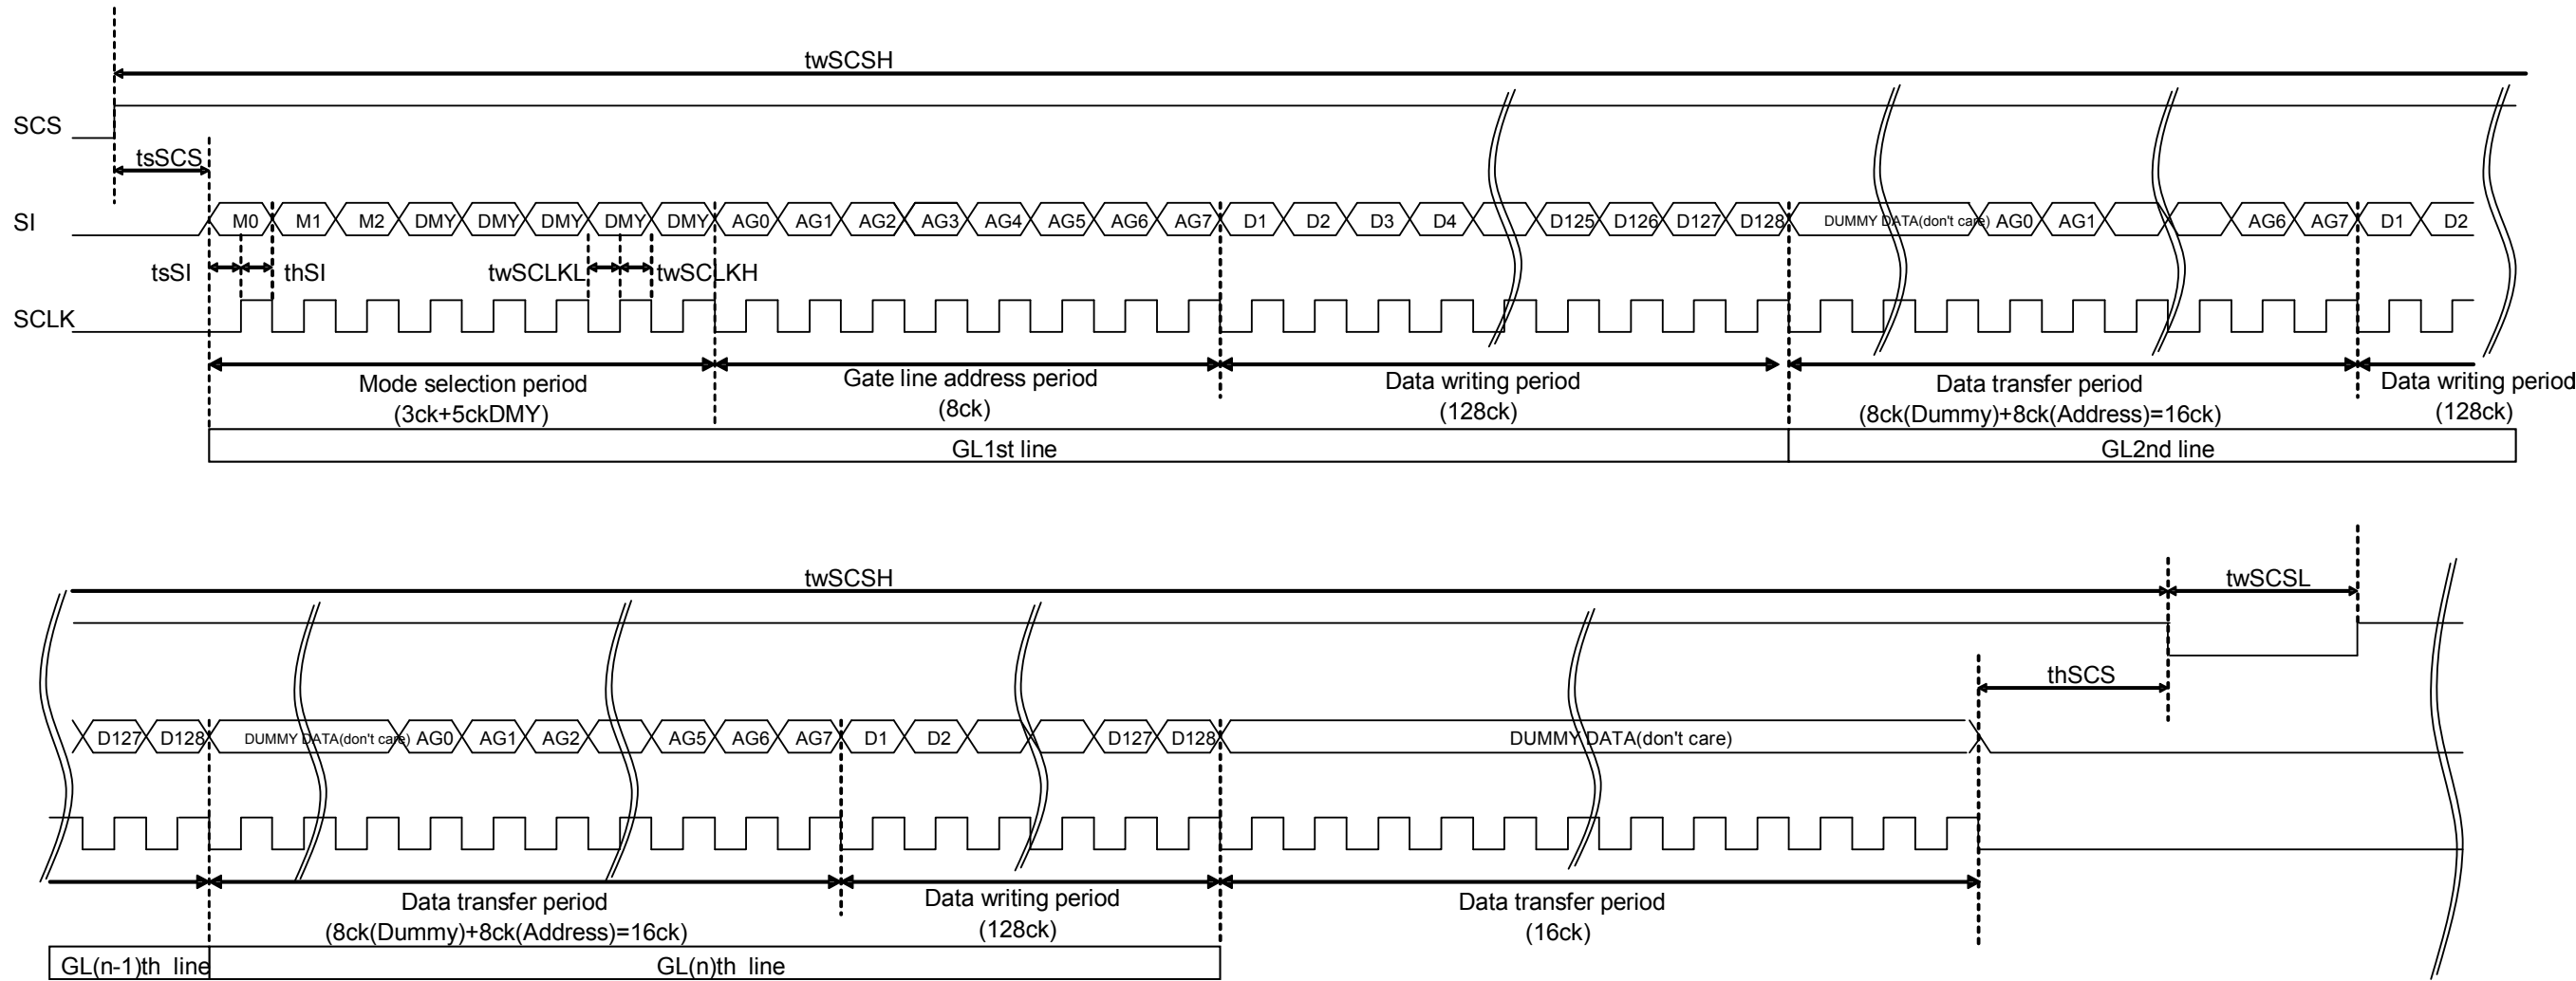 twSCSH
SCS
tsSCS
SI M0 M1 M2 DMY DMY DMY DMY DMY AG0 AG1 AG2 AG3 AG4 AG5 AG6 AG7 D1 D2 D3 D4 D125 D126 D127 D128 DUMMY DATA(don't care) AG0 AG1 AG6 AG7 D1 D2
tsSI thSI twSCLKL twSCLKH
SCLK
Mode selection period Gate line address period Data writing period Data transfer period Data writing period
(3ck+5ckDMY) (8ck) (128ck) (8ck(Dummy)+8ck(Address)=16ck) (128ck)
GL1st line GL2nd line
twSCSH twSCSL
thSCS
D127 D128 DUMMY DATA(don't care) AG0 AG1 AG2 AG5 AG6 AG7 D1 D2 D127 D128 DUMMY DATA(don't care)
Data transfer period Data writing period Data transfer period
(8ck(Dummy)+8ck(Address)=16ck) (128ck) (16ck)
GL(n-1)th line GL(n)th line